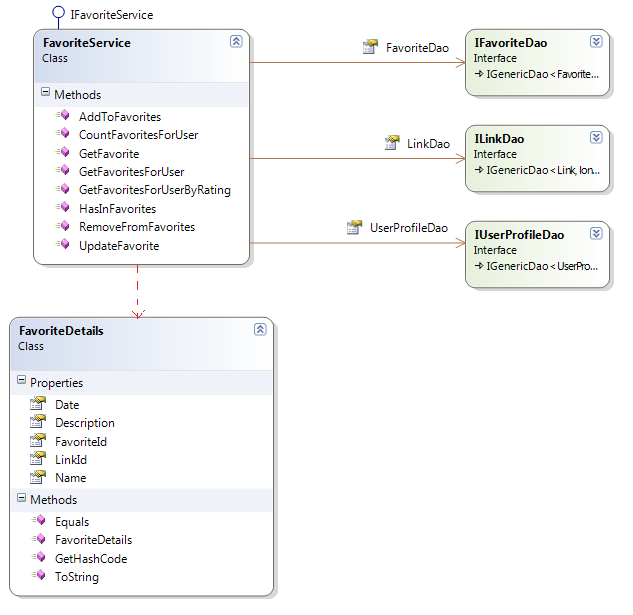 IFavoriteService
FavoriteService
Class
Methods
AddToFavorites
CountFavoritesForUser
GetFavorite
GetFavoritesForUser
GetFavoritesForUserByRating
HasInFavorites
RemoveFromFavorites
UpdateFavorite
FavoriteDao
IFavoriteDao
Interface
IGenericDao<Favorite...
LinkDao
ILinkDao
Interface
IGenericDao<Link, lon...
UserProfileDao
IUserProfileDao
Interface
IGenericDao<UserPro...
FavoriteDetails
Class
Properties
Date
Description
FavoriteId
LinkId
Name
Methods
Equals
FavoriteDetails
GetHashCode
ToString